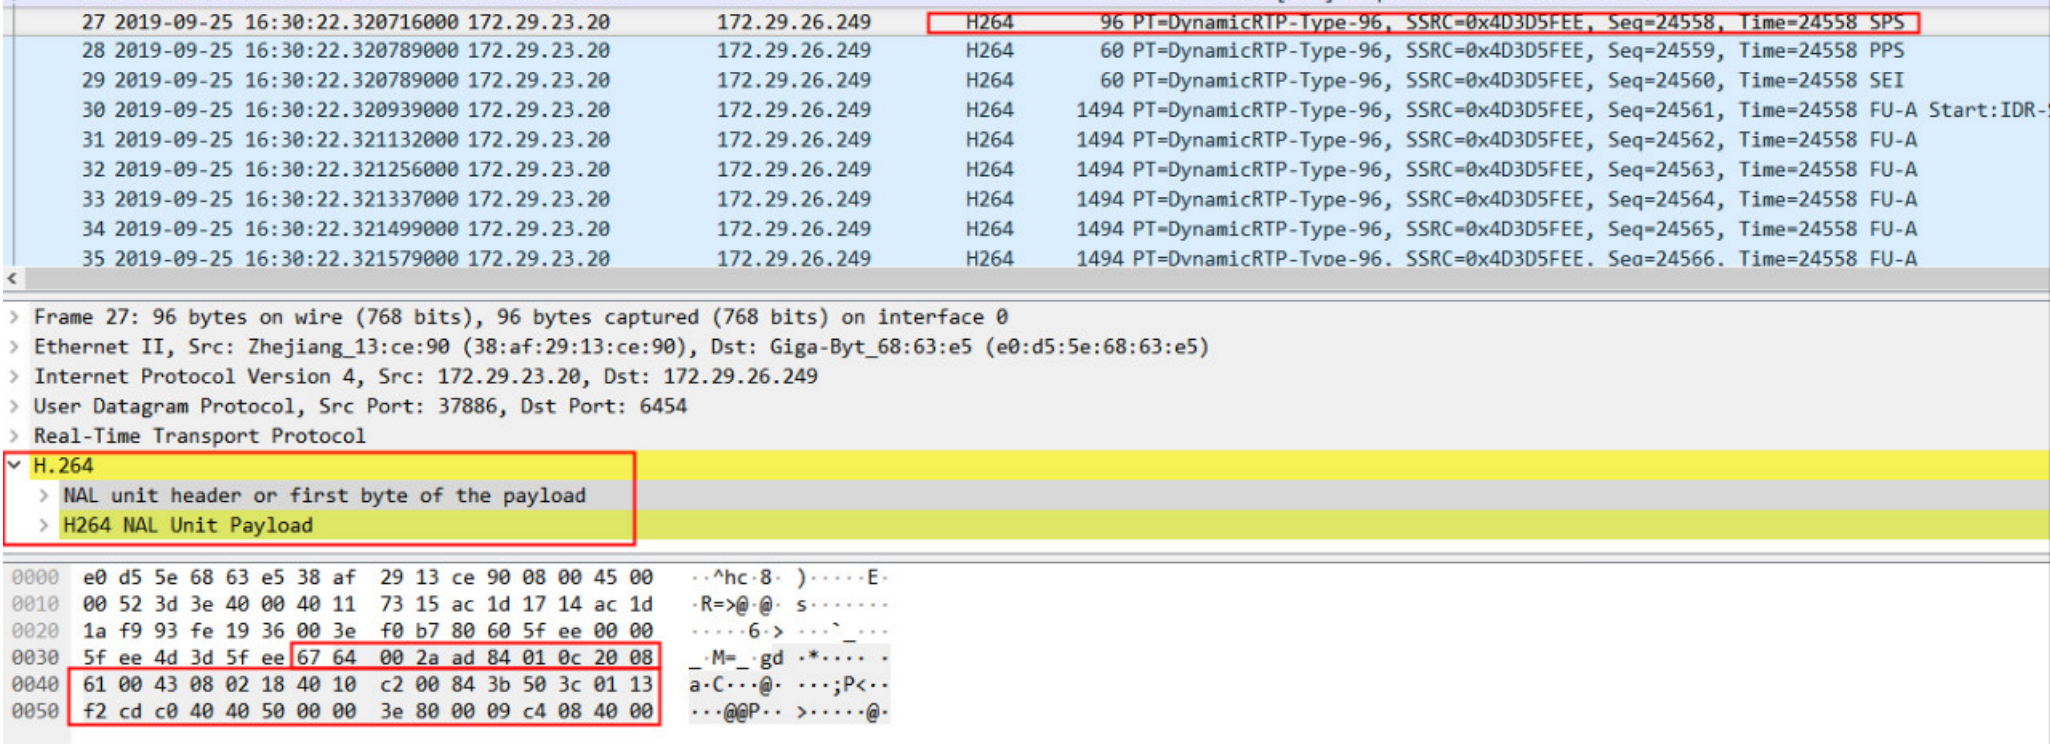 27 2019-09-25 16:30:22.320716000 172.29.23.20 172.29.26.249 H264 96 PT=DynamicRTP-Type-96, SSRC=0x4D3D5FEE, Seq=24558, Time=24558 SPS
28 2019-09-25 16:30:22.320789000 172.29.23.20 172.29.26.249 H264 60 PT=DynamicRTP-Type-96, SSRC=0x4D3D5FEE, Seq=24559, Time=24558 PPS
29 2019-09-25 16:30:22.320789000 172.29.23.20 172.29.26.249 H264 60 PT=DynamicRTP-Type-96, SSRC=0x4D3D5FEE, Seq=24560, Time=24558 SEI
30 2019-09-25 16:30:22.320939000 172.29.23.20 172.29.26.249 H264 1494 PT=DynamicRTP-Type-96, SSRC=0x4D3D5FEE, Seq=24561, Time=24558 FU-A Start:IDR-
31 2019-09-25 16:30:22.321132000 172.29.23.20 172.29.26.249 H264 1494 PT=DynamicRTP-Type-96, SSRC=0x4D3D5FEE, Seq=24562, Time=24558 FU-A
32 2019-09-25 16:30:22.321256000 172.29.23.20 172.29.26.249 H264 1494 PT=DynamicRTP-Type-96, SSRC=0x4D3D5FEE, Seq=24563, Time=24558 FU-A
33 2019-09-25 16:30:22.321337000 172.29.23.20 172.29.26.249 H264 1494 PT=DynamicRTP-Type-96, SSRC=0x4D3D5FEE, Seq=24564, Time=24558 FU-A
34 2019-09-25 16:30:22.321499000 172.29.23.20 172.29.26.249 H264 1494 PT=DynamicRTP-Type-96, SSRC=0x4D3D5FEE, Seq=24565, Time=24558 FU-A
35 2019-09-25 16:30:22.321579000 172.29.23.20 172.29.26.249 H264 1494 PT=DynamicRTP-Type-96, SSRC=0x4D3D5FEE, Seq=24566, Time=24558 FU-A
Frame 27: 96 bytes on wire (768 bits), 96 bytes captured (768 bits) on interface 0
Ethernet II, Src: Zhejiang_13:ce:90 (38:af:29:13:ce:90), Dst: Giga-Byt_68:63:e5 (e0:d5:5e:68:63:e5)
Internet Protocol Version 4, Src: 172.29.23.20, Dst: 172.29.26.249
User Datagram Protocol, Src Port: 37886, Dst Port: 6454
Real-Time Transport Protocol
H.264
NAL unit header or first byte of the payload
H264 NAL Unit Payload
0000 e0 d5 5e 68 63 e5 38 af 29 13 ce 90 08 00 45 00 ··^hc·8· )·····E·
0010 00 52 3d 3e 40 00 40 11 73 15 ac 1d 17 14 ac 1d ·R=>@·@· s·······
0020 1a f9 93 fe 19 36 00 3e f0 b7 80 60 5f ee 00 00 ·····6·> ···`_···
0030 5f ee 4d 3d 5f ee 67 64 00 2a ad 84 01 0c 20 08 _·M=_·gd ·*···· ·
0040 61 00 43 08 02 18 40 10 c2 00 84 3b 50 3c 01 13 a·C···@· ···;P<··
0050 f2 cd c0 40 40 50 00 00 3e 80 00 09 c4 08 40 00 ···@@P·· >·····@·